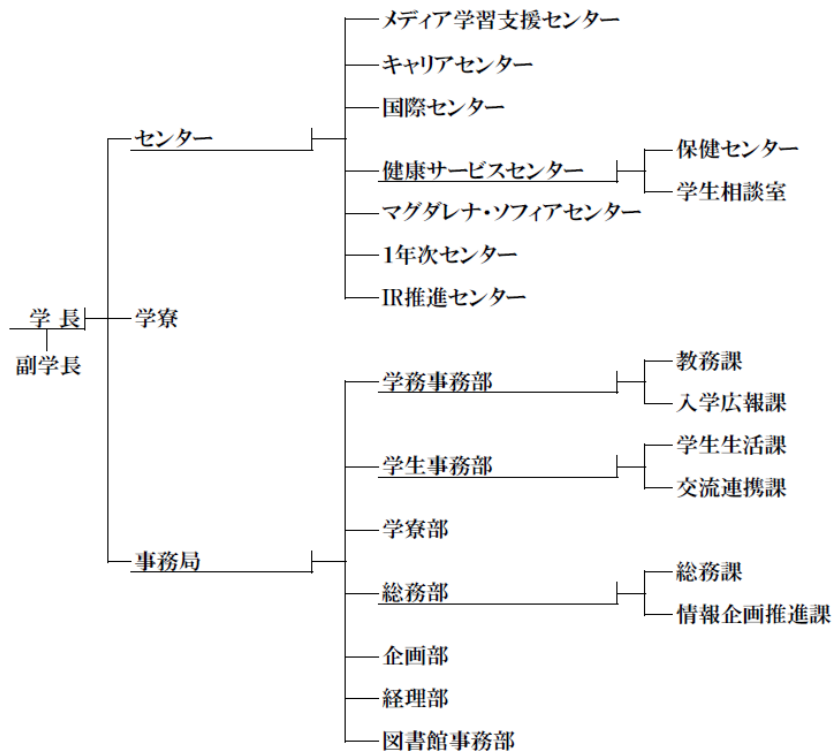 メディア学習支援センター
キャリアセンター
国際センター
センター
保健センター
健康サービスセンター
学生相談室
マグダレナ・ソフィアセンター
1年次センター
IR推進センター
学 長
学寮
副学長
教務課
学務事務部
入学広報課
学生生活課
学生事務部
交流連携課
学寮部
事務局
総務課
総務部
情報企画推進課
企画部
経理部
図書館事務部